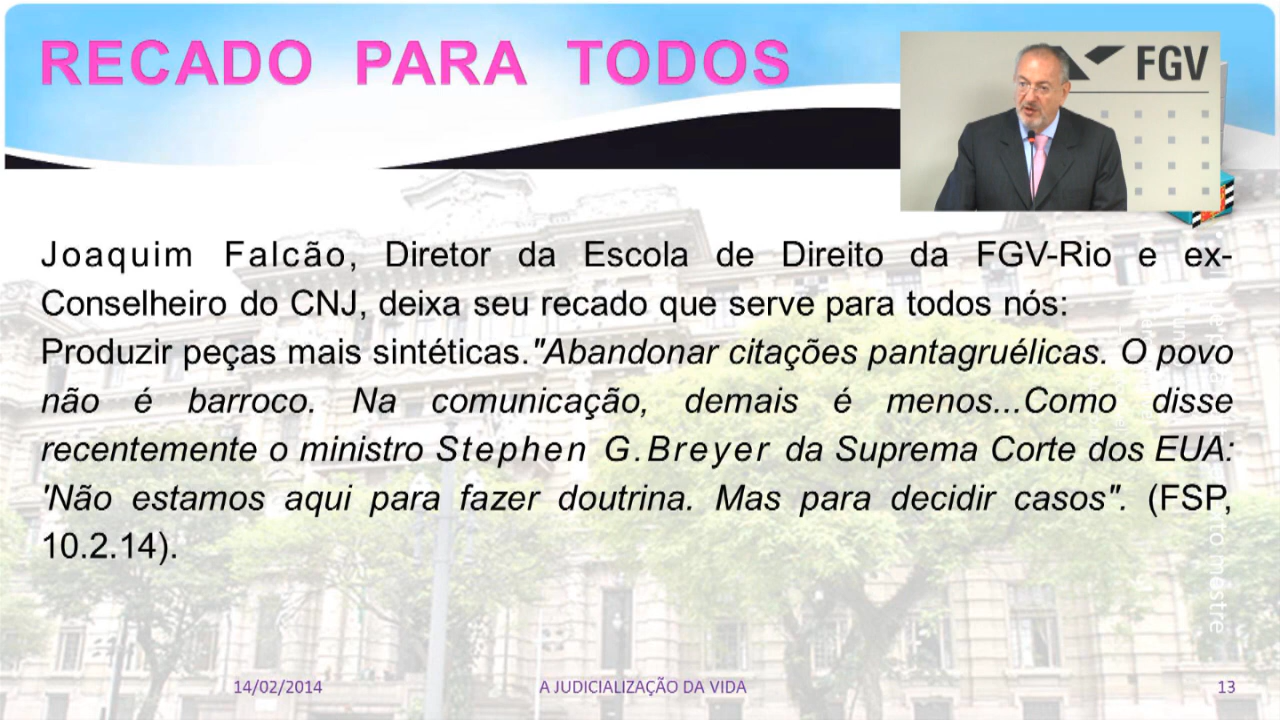 RECADO PARA TODOS
FGV
Joaquim Falcão, Diretor da Escola de Direito da FGV-Rio e ex-
Conselheiro do CNJ, deixa seu recado que serve para todos nós:
Produzir peças mais sintéticas."Abandonar citações pantagruélicas. O povo
não é barroco. Na comunicação, demais é menos...Como disse
recentemente o ministro Stephen G.Breyer da Suprema Corte dos EUA:
'Não estamos aqui para fazer doutrina. Mas para decidir casos". (FSP,
10.2.14).
14/02/2014
A JUDICIALIZAÇÃO DA VIDA
13